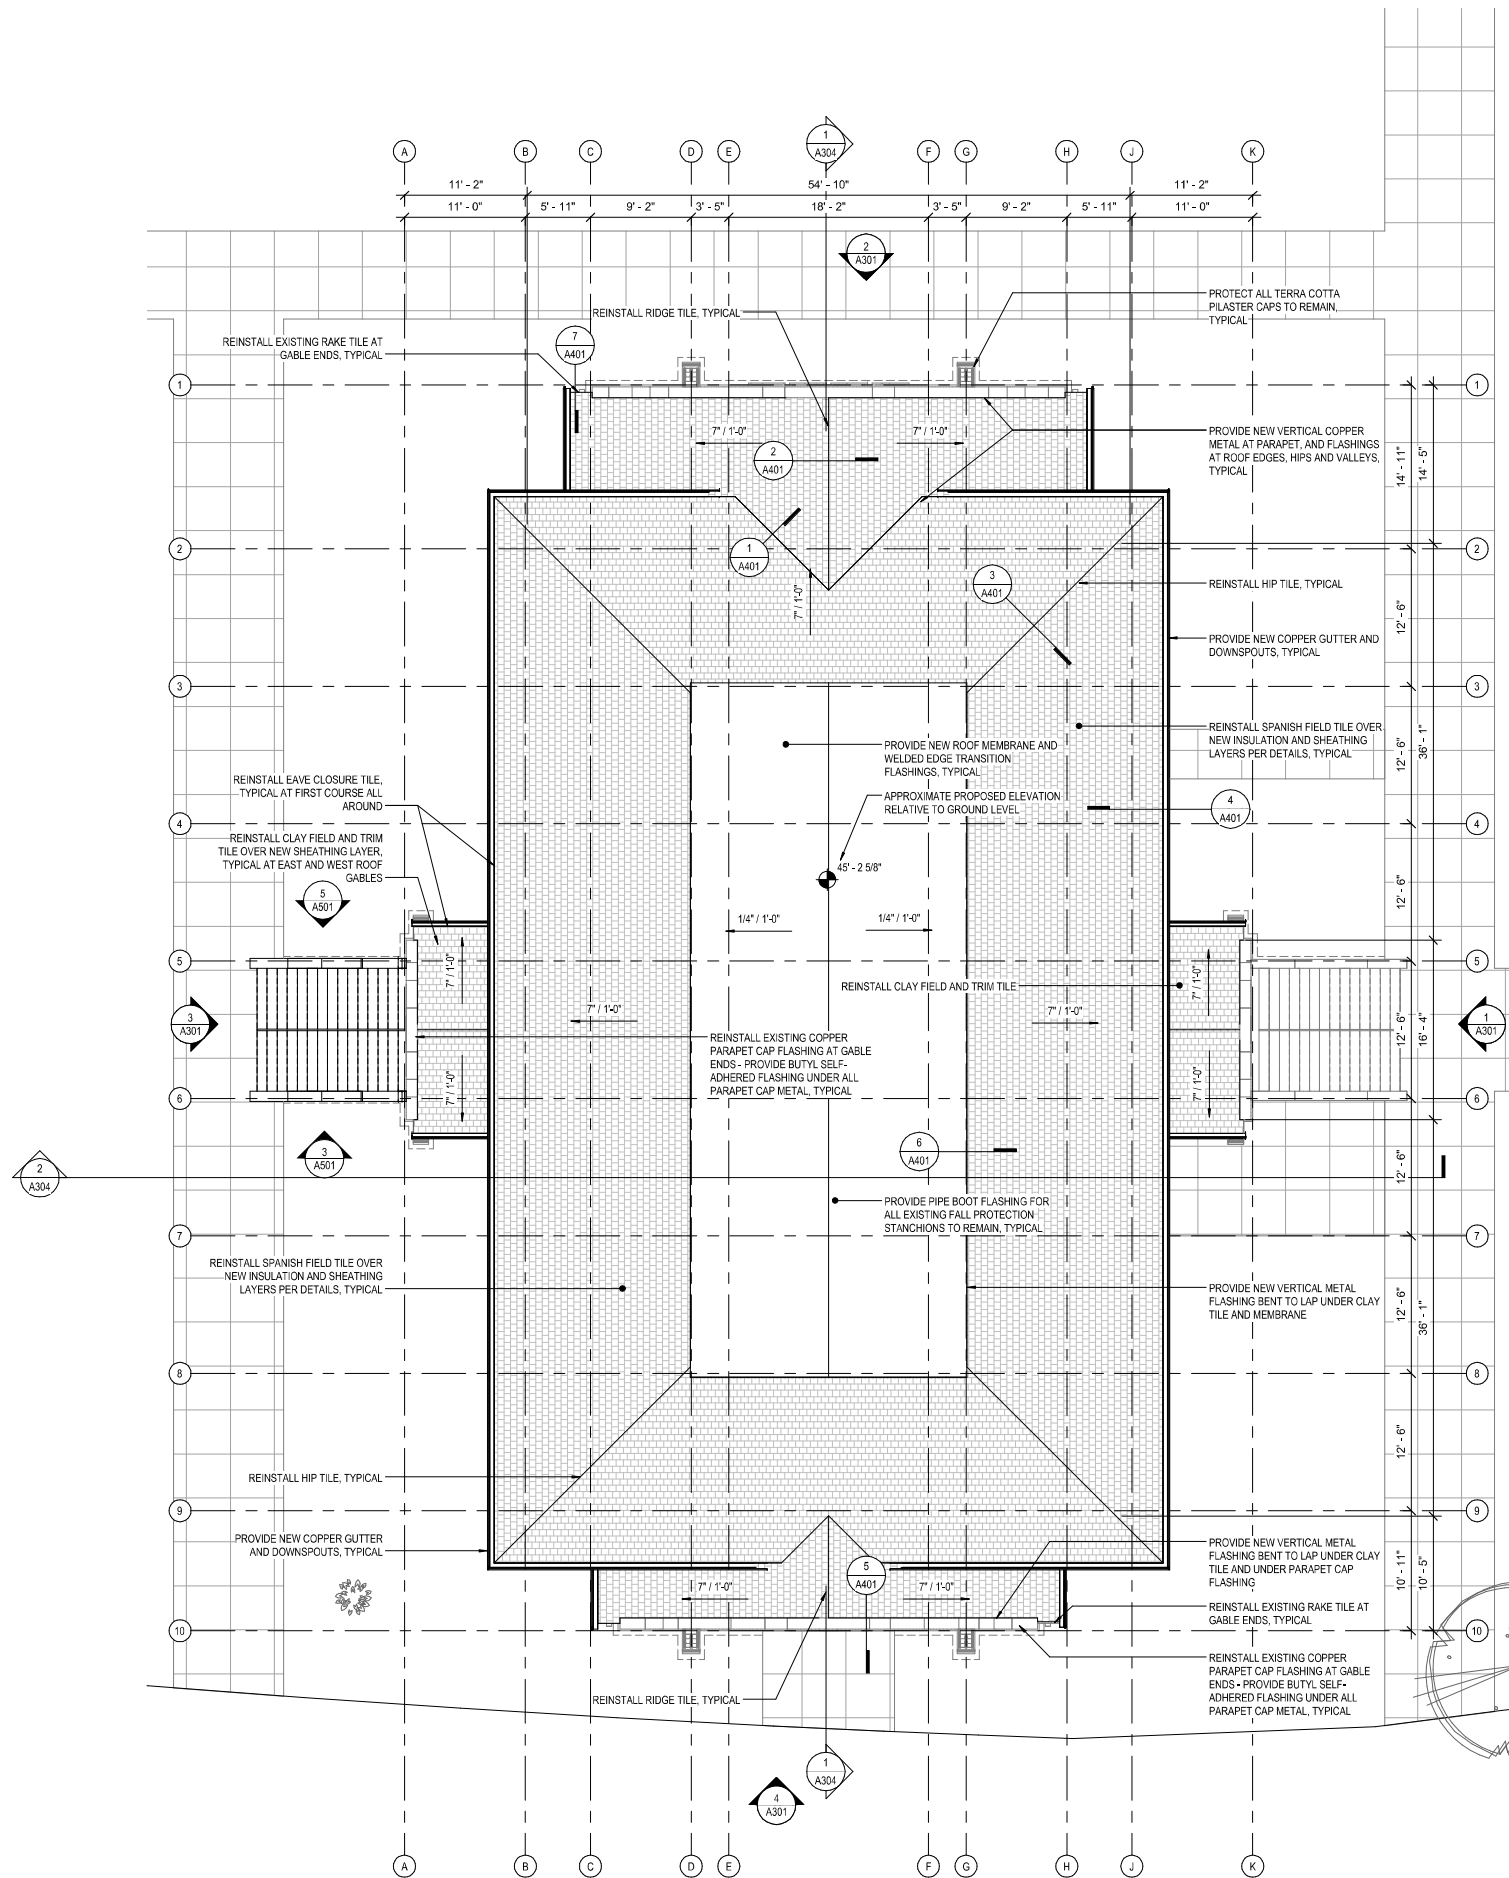 1
A304
A
B
C
D
E
F
G
H
J
K
11' - 2"
54' - 10"
11' - 2"
11' - 0"
5' - 11"
9' - 2"
3' - 5"
18' - 2"
3' - 5"
9' - 2"
5' - 11"
11' - 0"
2
A301
PROTECT ALL TERRA COTTA
PILASTER CAPS TO REMAIN,
TYPICAL
REINSTALL RIDGE TILE, TYPICAL
7
A401
REINSTALL EXISTING RAKE TILE AT
GABLE ENDS, TYPICAL
1
1
7" / 1'-0"
7" / 1'-0"
2
A401
PROVIDE NEW VERTICAL COPPER
METAL AT PARAPET, AND FLASHINGS
AT ROOF EDGES, HIPS AND VALLEYS,
TYPICAL
14' - 11"
14' - 5"
2
2
1
A401
3
A401
7" / 1'-0"
REINSTALL HIP TILE, TYPICAL
12' - 6"
PROVIDE NEW COPPER GUTTER AND
DOWNSPOUTS, TYPICAL
3
3
REINSTALL SPANISH FIELD TILE OVER
NEW INSULATION AND SHEATHING
LAYERS PER DETAILS, TYPICAL
PROVIDE NEW ROOF MEMBRANE AND
WELDED EDGE TRANSITION
FLASHINGS, TYPICAL
12' - 6"
36' - 1"
REINSTALL EAVE CLOSURE TILE,
TYPICAL AT FIRST COURSE ALL
AROUND
APPROXIMATE PROPOSED ELEVATION
RELATIVE TO GROUND LEVEL
4
A401
4
4
REINSTALL CLAY FIELD AND TRIM
TILE OVER NEW SHEATHING LAYER,
TYPICAL AT EAST AND WEST ROOF
GABLES
45' - 2 5/8"
12' - 6"
5
A501
1/4" / 1'-0"
1/4" / 1'-0"
5
5
7" / 1'-0"
7" / 1'-0"
REINSTALL CLAY FIELD AND TRIM TILE
7" / 1'-0"
7" / 1'-0"
3
A301
1
A301
12' - 6"
16' - 4"
REINSTALL EXISTING COPPER
PARAPET CAP FLASHING AT GABLE
ENDS - PROVIDE BUTYL SELF-
ADHERED FLASHING UNDER ALL
PARAPET CAP METAL, TYPICAL
7" / 1'-0"
7" / 1'-0"
6
6
3
A501
6
A401
2
A304
12' - 6"
PROVIDE PIPE BOOT FLASHING FOR
ALL EXISTING FALL PROTECTION
STANCHIONS TO REMAIN, TYPICAL
7
7
REINSTALL SPANISH FIELD TILE OVER
NEW INSULATION AND SHEATHING
LAYERS PER DETAILS, TYPICAL
PROVIDE NEW VERTICAL METAL
FLASHING BENT TO LAP UNDER CLAY
TILE AND MEMBRANE
12' - 6"
36' - 1"
8
8
12' - 6"
REINSTALL HIP TILE, TYPICAL
9
9
PROVIDE NEW COPPER GUTTER
AND DOWNSPOUTS, TYPICAL
PROVIDE NEW VERTICAL METAL
FLASHING BENT TO LAP UNDER CLAY
TILE AND UNDER PARAPET CAP
FLASHING
5
A401
7" / 1'-0"
7" / 1'-0"
10' - 11"
10' - 5"
REINSTALL EXISTING RAKE TILE AT
GABLE ENDS, TYPICAL
10
10
REINSTALL EXISTING COPPER
PARAPET CAP FLASHING AT GABLE
ENDS - PROVIDE BUTYL SELF-
ADHERED FLASHING UNDER ALL
PARAPET CAP METAL, TYPICAL
REINSTALL RIDGE TILE, TYPICAL
1
A304
4
A301
A
B
C
D
E
F
G
H
J
K